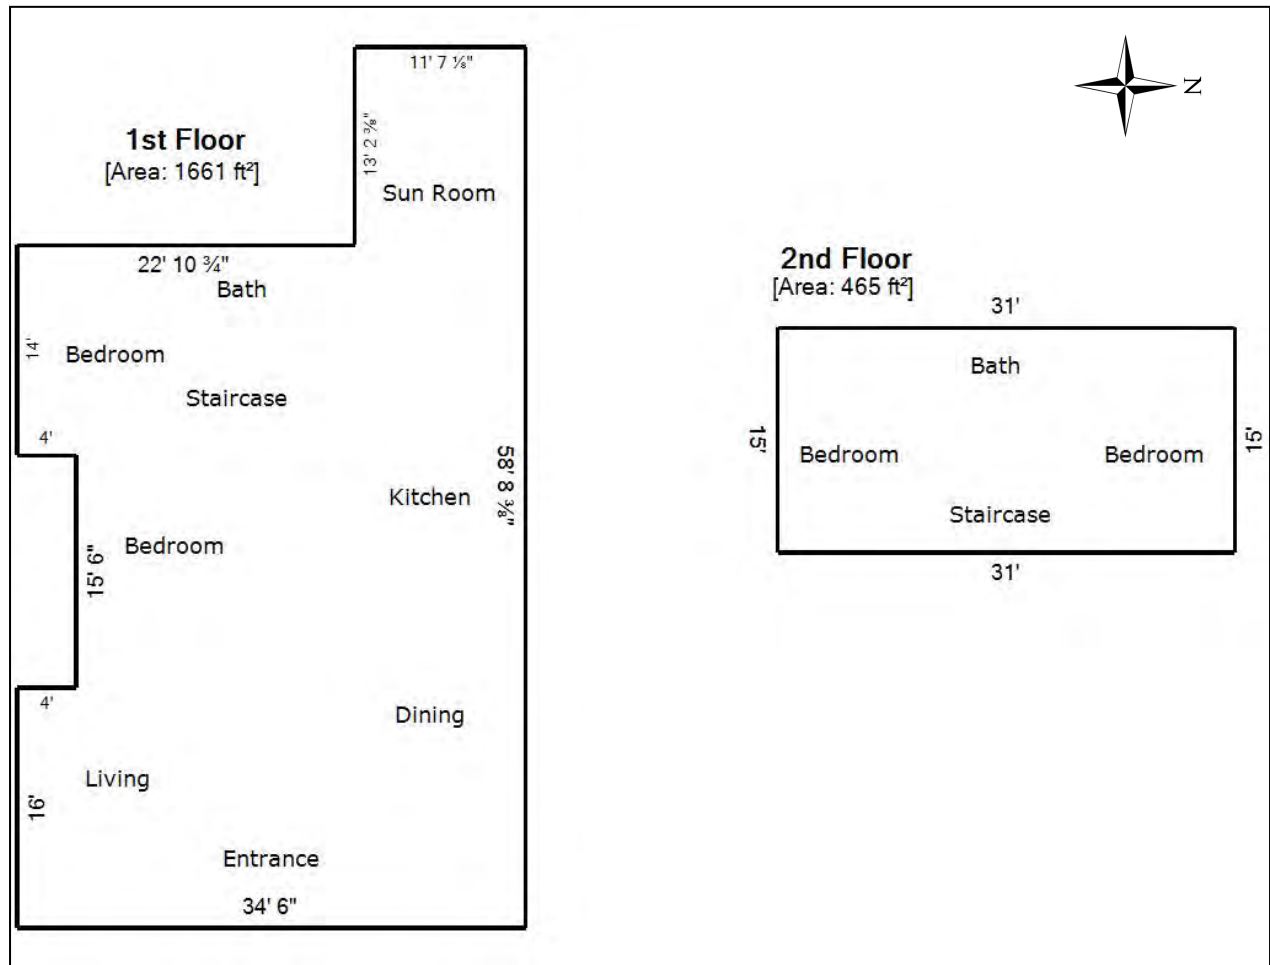 11' 7 ⅛"
N
13' 2 ⅜"
1st Floor
[Area: 1661 ft²]
Sun Room
22' 10 ¾"
Bath
2nd Floor
[Area: 465 ft²]
31'
14'
Bedroom
Bath
Staircase
4'
58' 8 ⅜"
15'
Bedroom
Bedroom
15'
Kitchen
Staircase
Bedroom
15' 6"
31'
4'
Dining
Living
16'
Entrance
34' 6"